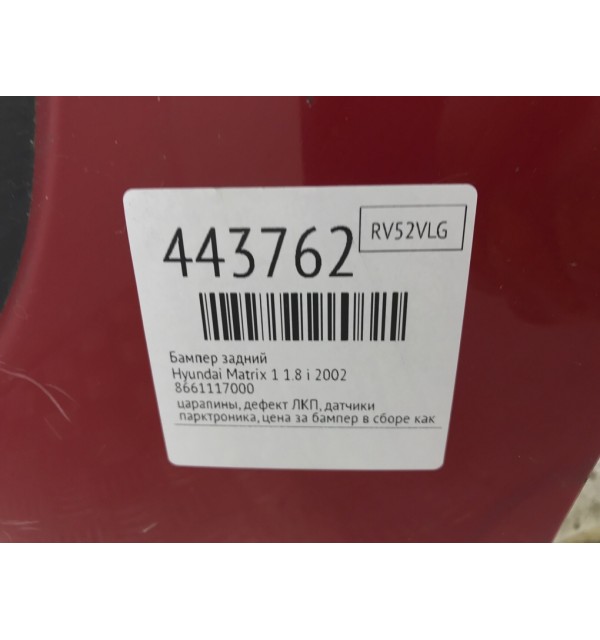 443762
RV52VLG
Бампер задний
Hyundai Matrix 1 1.8 i 2002
8661117000
царапины, дефект ЛКП, датчики
парктроника, цена за бампер в сборе как